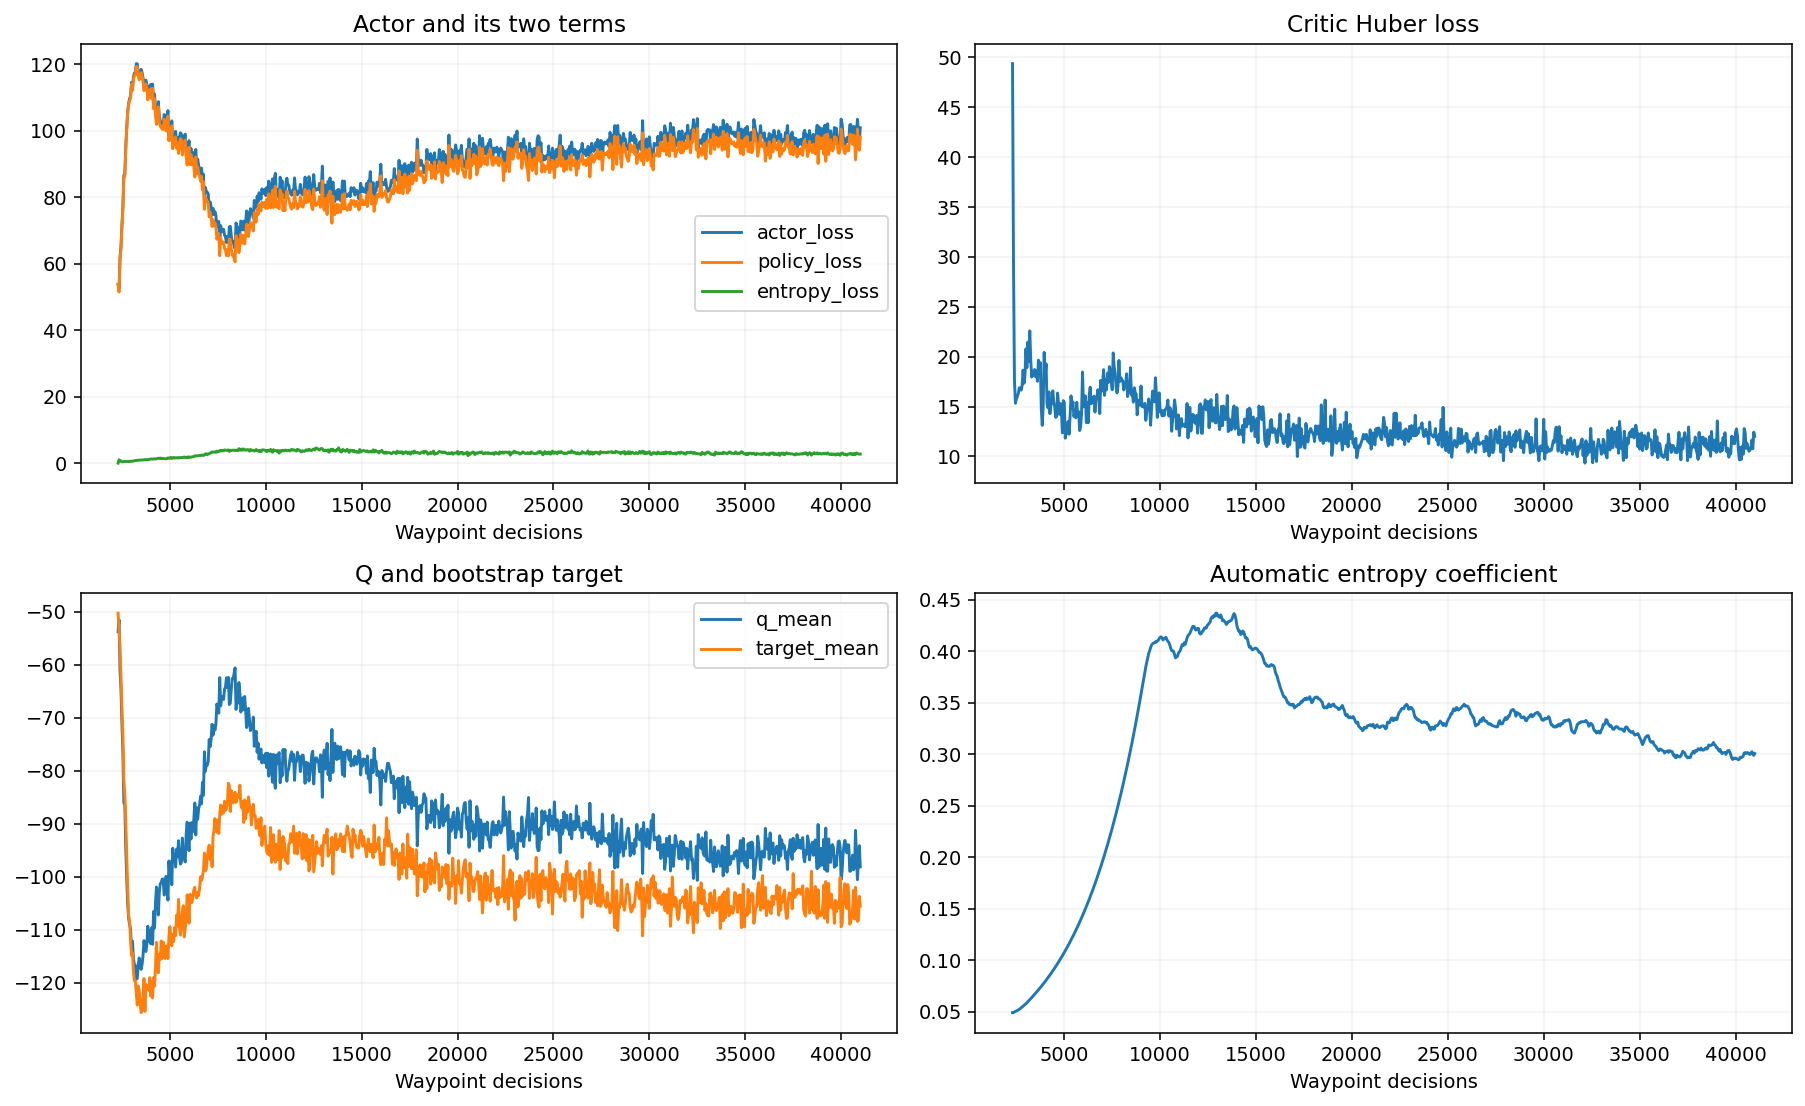 Actor and its two terms
120
100
80
60
40
20
0
actor_loss
policy_loss
entropy_loss
5000 10000 15000 20000 25000 30000 35000 40000
Waypoint decisions
Critic Huber loss
50
45
40
35
30
25
20
15
10
5000 10000 15000 20000 25000 30000 35000 40000
Waypoint decisions
Q and bootstrap target
−50
−60
−70
−80
−90
−100
−110
−120
q_mean
target_mean
5000 10000 15000 20000 25000 30000 35000 40000
Waypoint decisions
Automatic entropy coefficient
0.45
0.40
0.35
0.30
0.25
0.20
0.15
0.10
0.05
5000 10000 15000 20000 25000 30000 35000 40000
Waypoint decisions